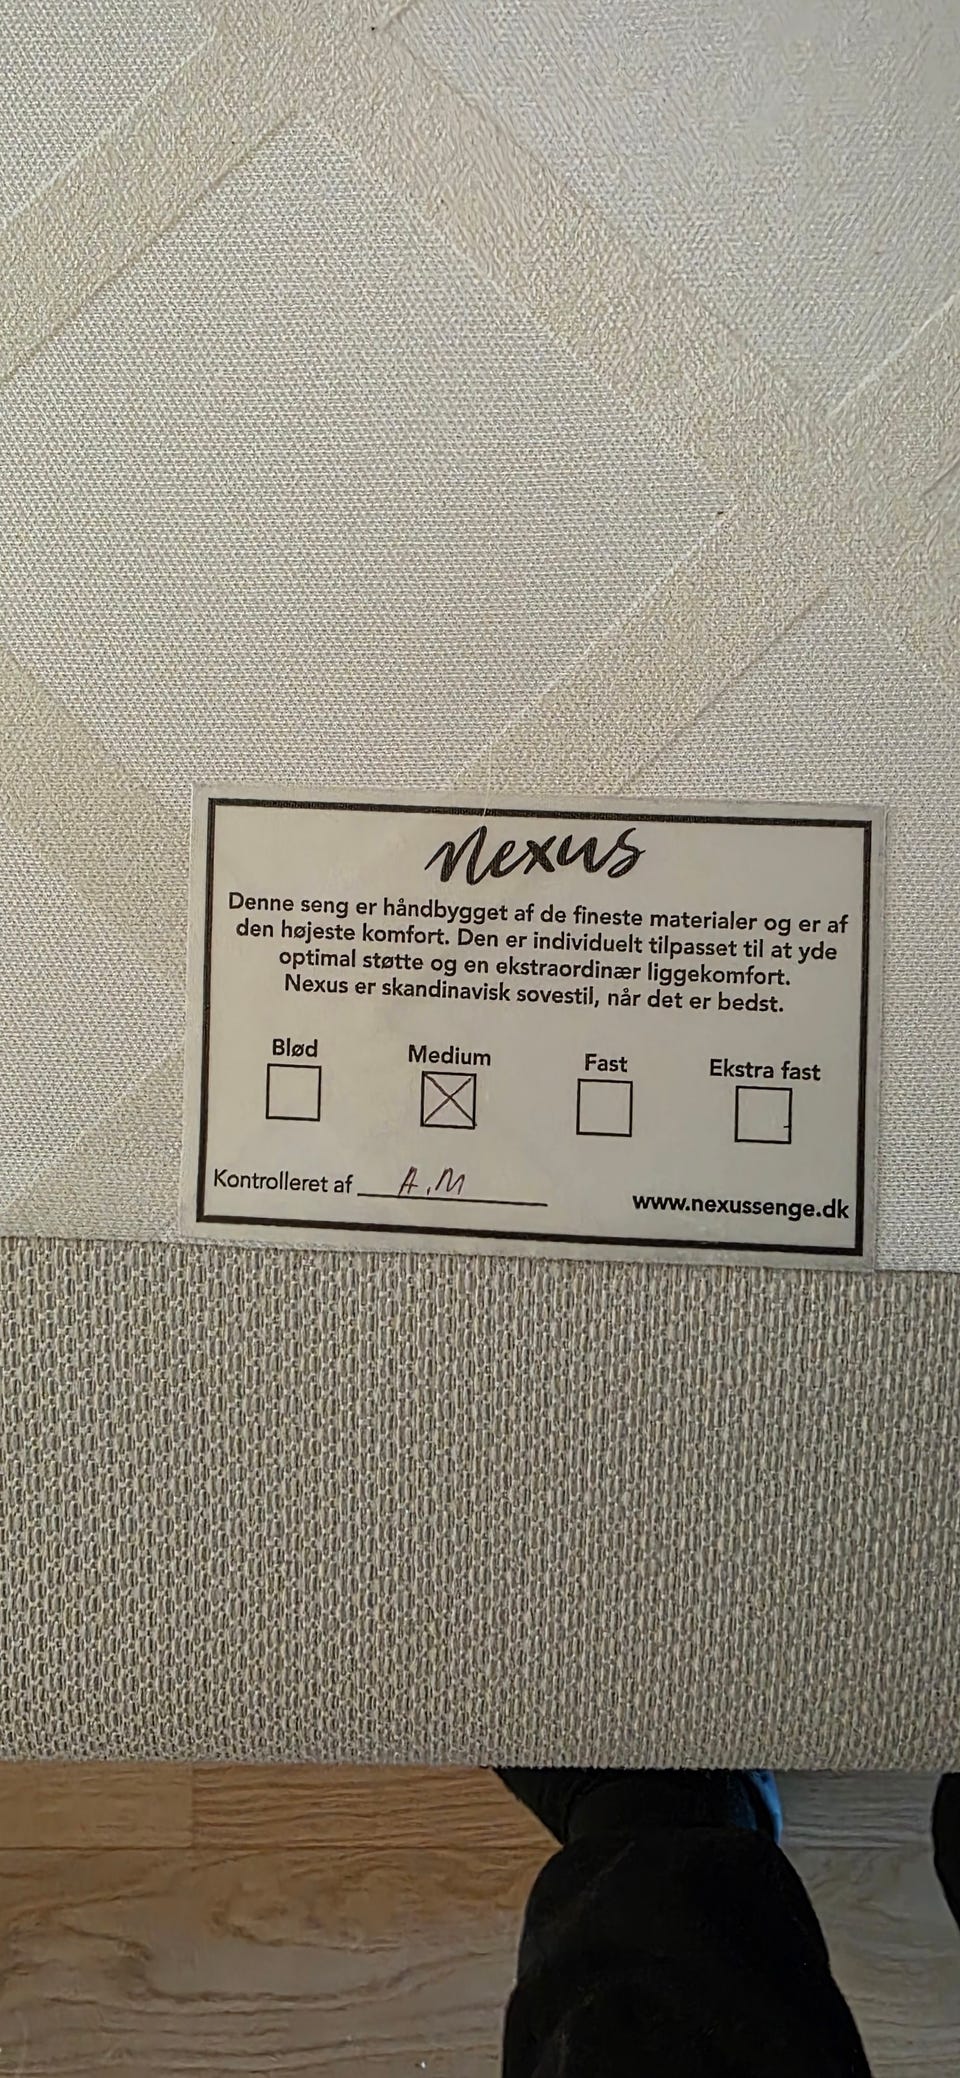 Nexus
Denne seng er håndbygget af de fineste materialer og er af
den højeste komfort. Den er individuelt tilpasset til at yde
optimal støtte og en ekstraordinær liggekomfort.
Nexus er skandinavisk sovestil, når det er bedst.
Blød Medium Fast Ekstra fast
Kontrolleret af A.M www.nexussenge.dk